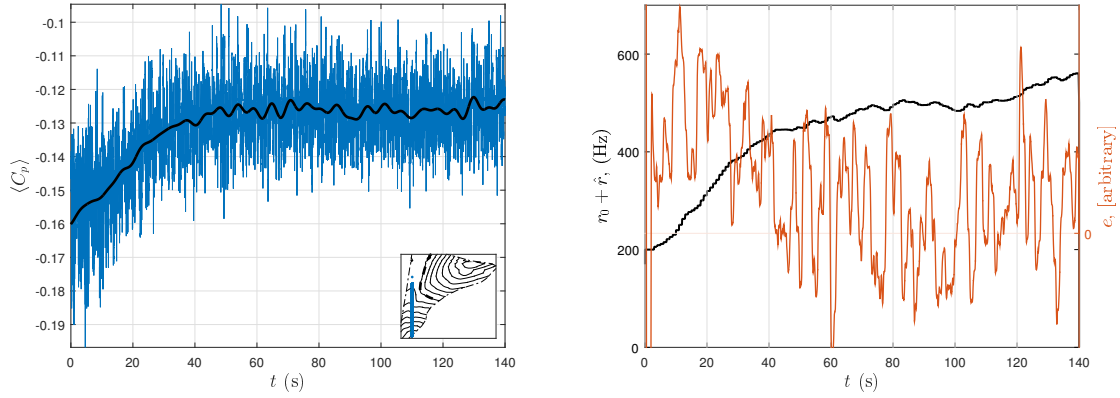 -0.1
-0.11
-0.12
-0.13
-0.14
-0.15
-0.16
-0.17
-0.18
-0.19
⟨C_p⟩
0 20 40 60 80 100 120 140
t (s)
600
400
200
0
r_0 + r̂, (Hz)
0
e, [arbitrary]
0 20 40 60 80 100 120 140
t (s)